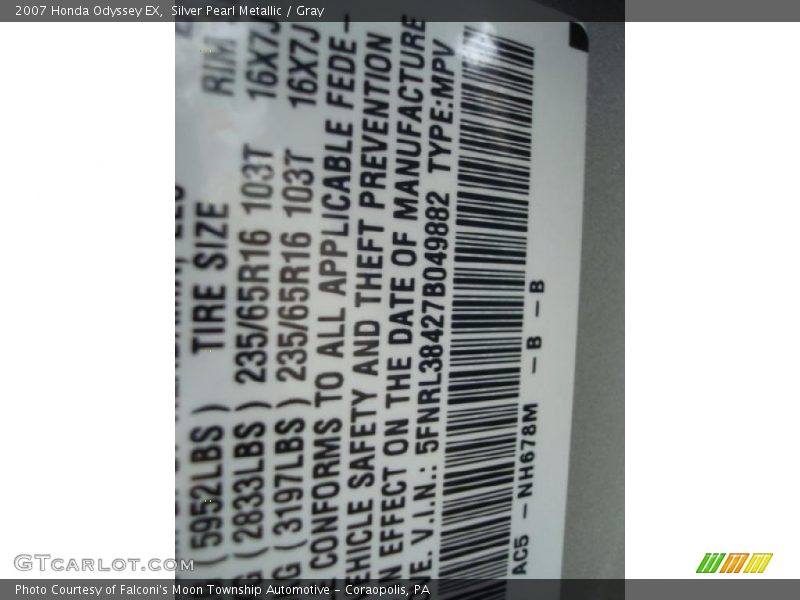 2007 Honda Odyssey EX, Silver Pearl Metallic / Gray
TIRE SIZE RIM
(5952LBS)
(2833LBS) 235/65R16 103T 16X7J
(3197LBS) 235/65R16 103T 16X7J
CONFORMS TO ALL APPLICABLE FEDE-
VEHICLE SAFETY AND THEFT PREVENTION
EFFECT ON THE DATE OF MANUFACTURE
V.I.N.: 5FNRL38427B049882 TYPE:MPV
AC5 -NH678M -B -B
GTCARLOT.COM
Photo Courtesy of Falconi's Moon Township Automotive - Coraopolis, PA